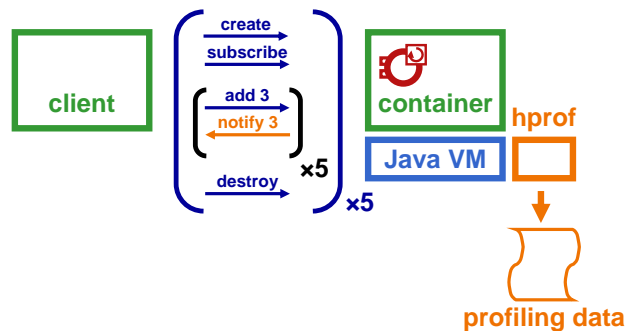 create
subscribe
client
add 3
notify 3
×5
destroy
×5
container
hprof
Java VM
profiling data